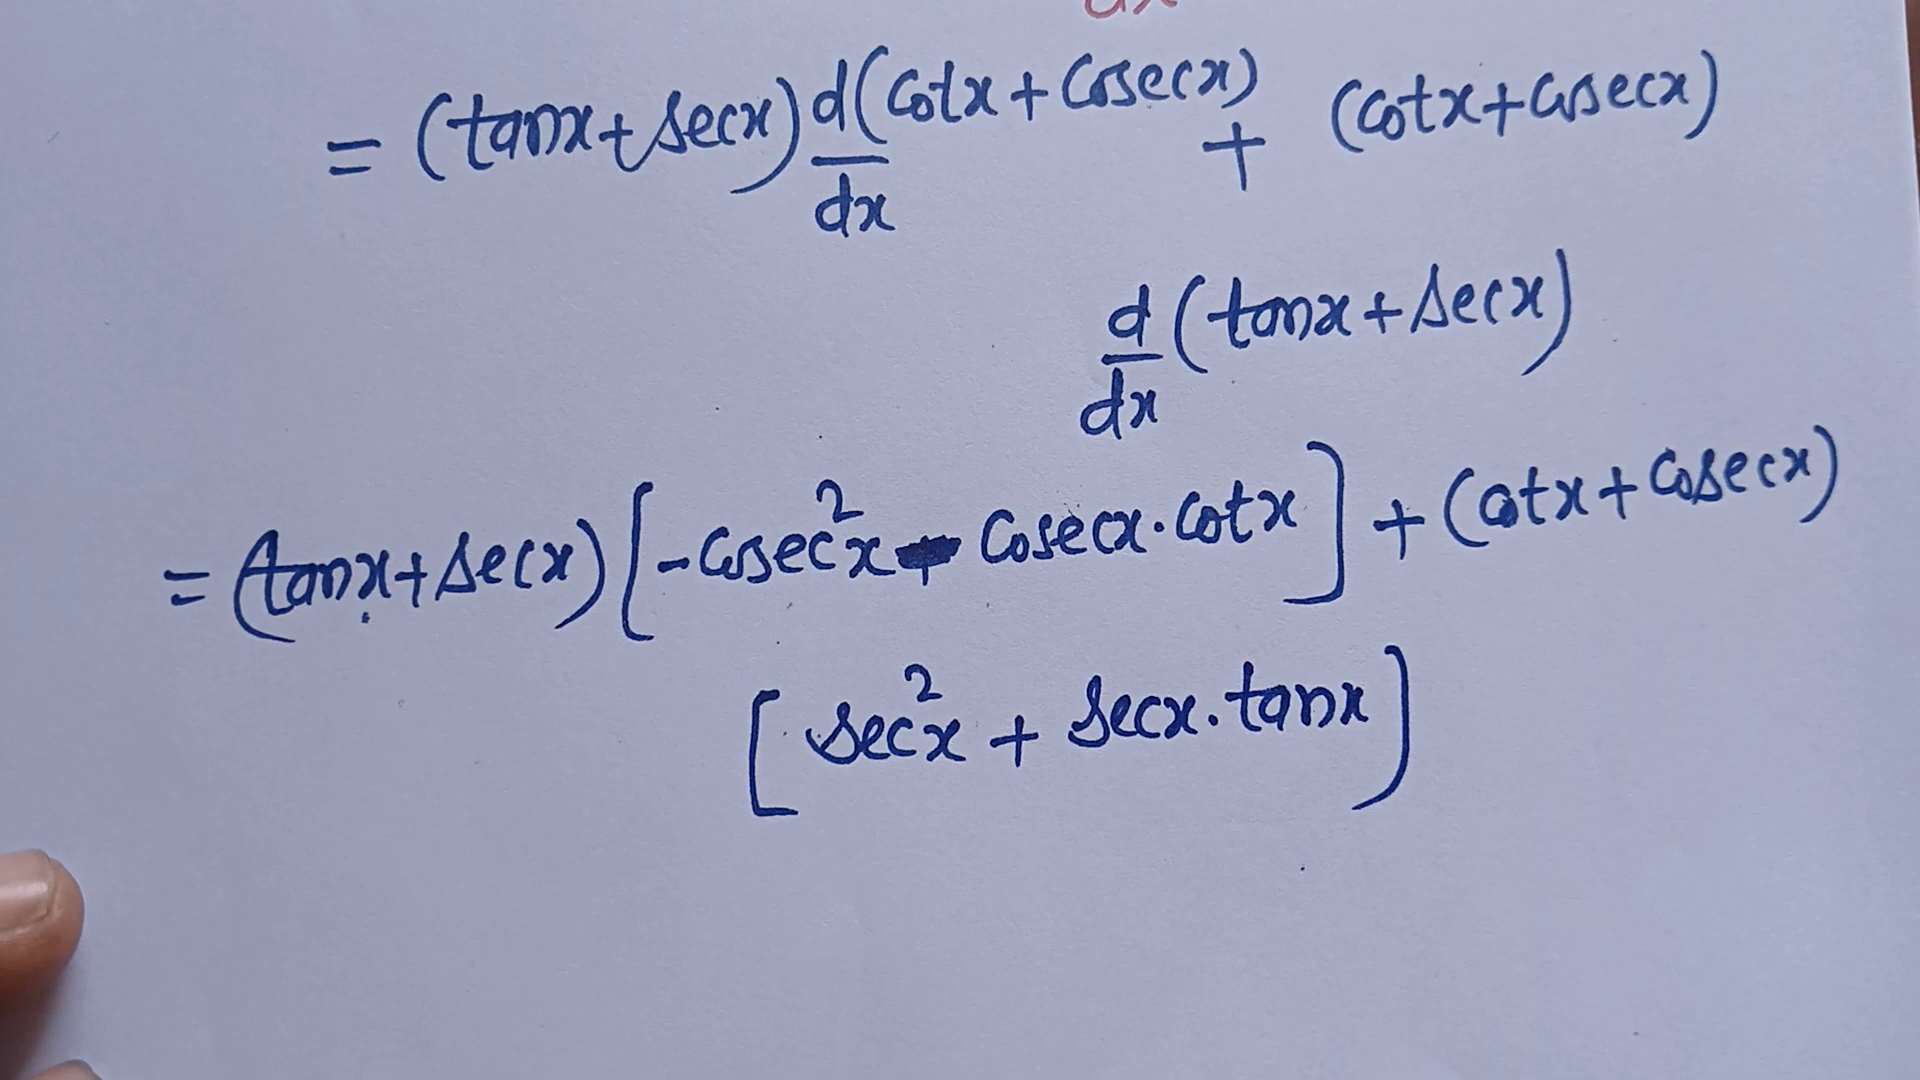 dx
= (tanx + secx) d/dx (cotx + cosecx) + (cotx + cosecx)
d/dx (tanx + secx)
= (tanx + secx) [-cosec²x - cosecx·cotx] + (cotx + cosecx)
[sec²x + secx·tanx]